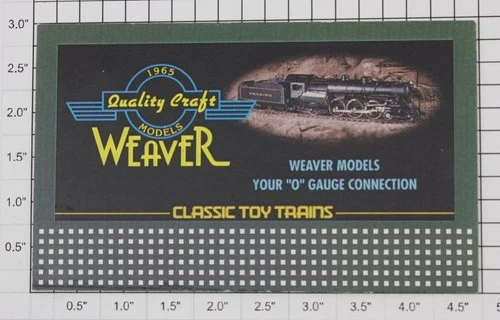 3.0"
2.5"
2.0"
1.5"
1.0"
0.5"
1965
Quality Craft
MODELS
WEAVER
WEAVER MODELS
YOUR "O" GAUGE CONNECTION
CLASSIC TOY TRAINS
0.5" 1.0" 1.5" 2.0" 2.5" 3.0" 3.5" 4.0" 4.5"